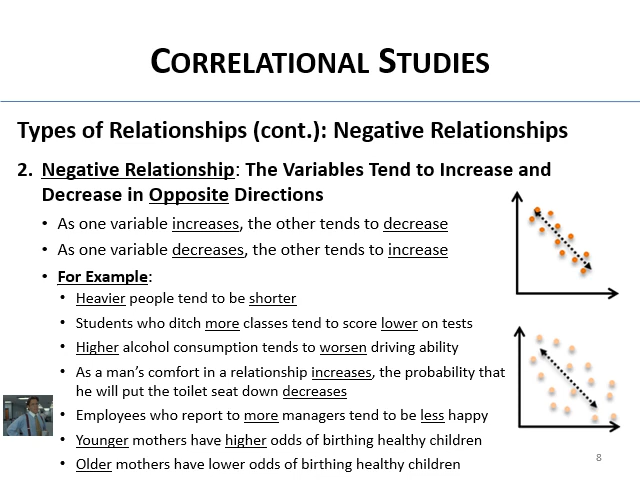 CORRELATIONAL STUDIES
Types of Relationships (cont.): Negative Relationships
2. Negative Relationship: The Variables Tend to Increase and
Decrease in Opposite Directions
• As one variable increases, the other tends to decrease
• As one variable decreases, the other tends to increase
• For Example:
• Heavier people tend to be shorter
• Students who ditch more classes tend to score lower on tests
• Higher alcohol consumption tends to worsen driving ability
• As a man's comfort in a relationship increases, the probability that
he will put the toilet seat down decreases
• Employees who report to more managers tend to be less happy
• Younger mothers have higher odds of birthing healthy children
• Older mothers have lower odds of birthing healthy children
8